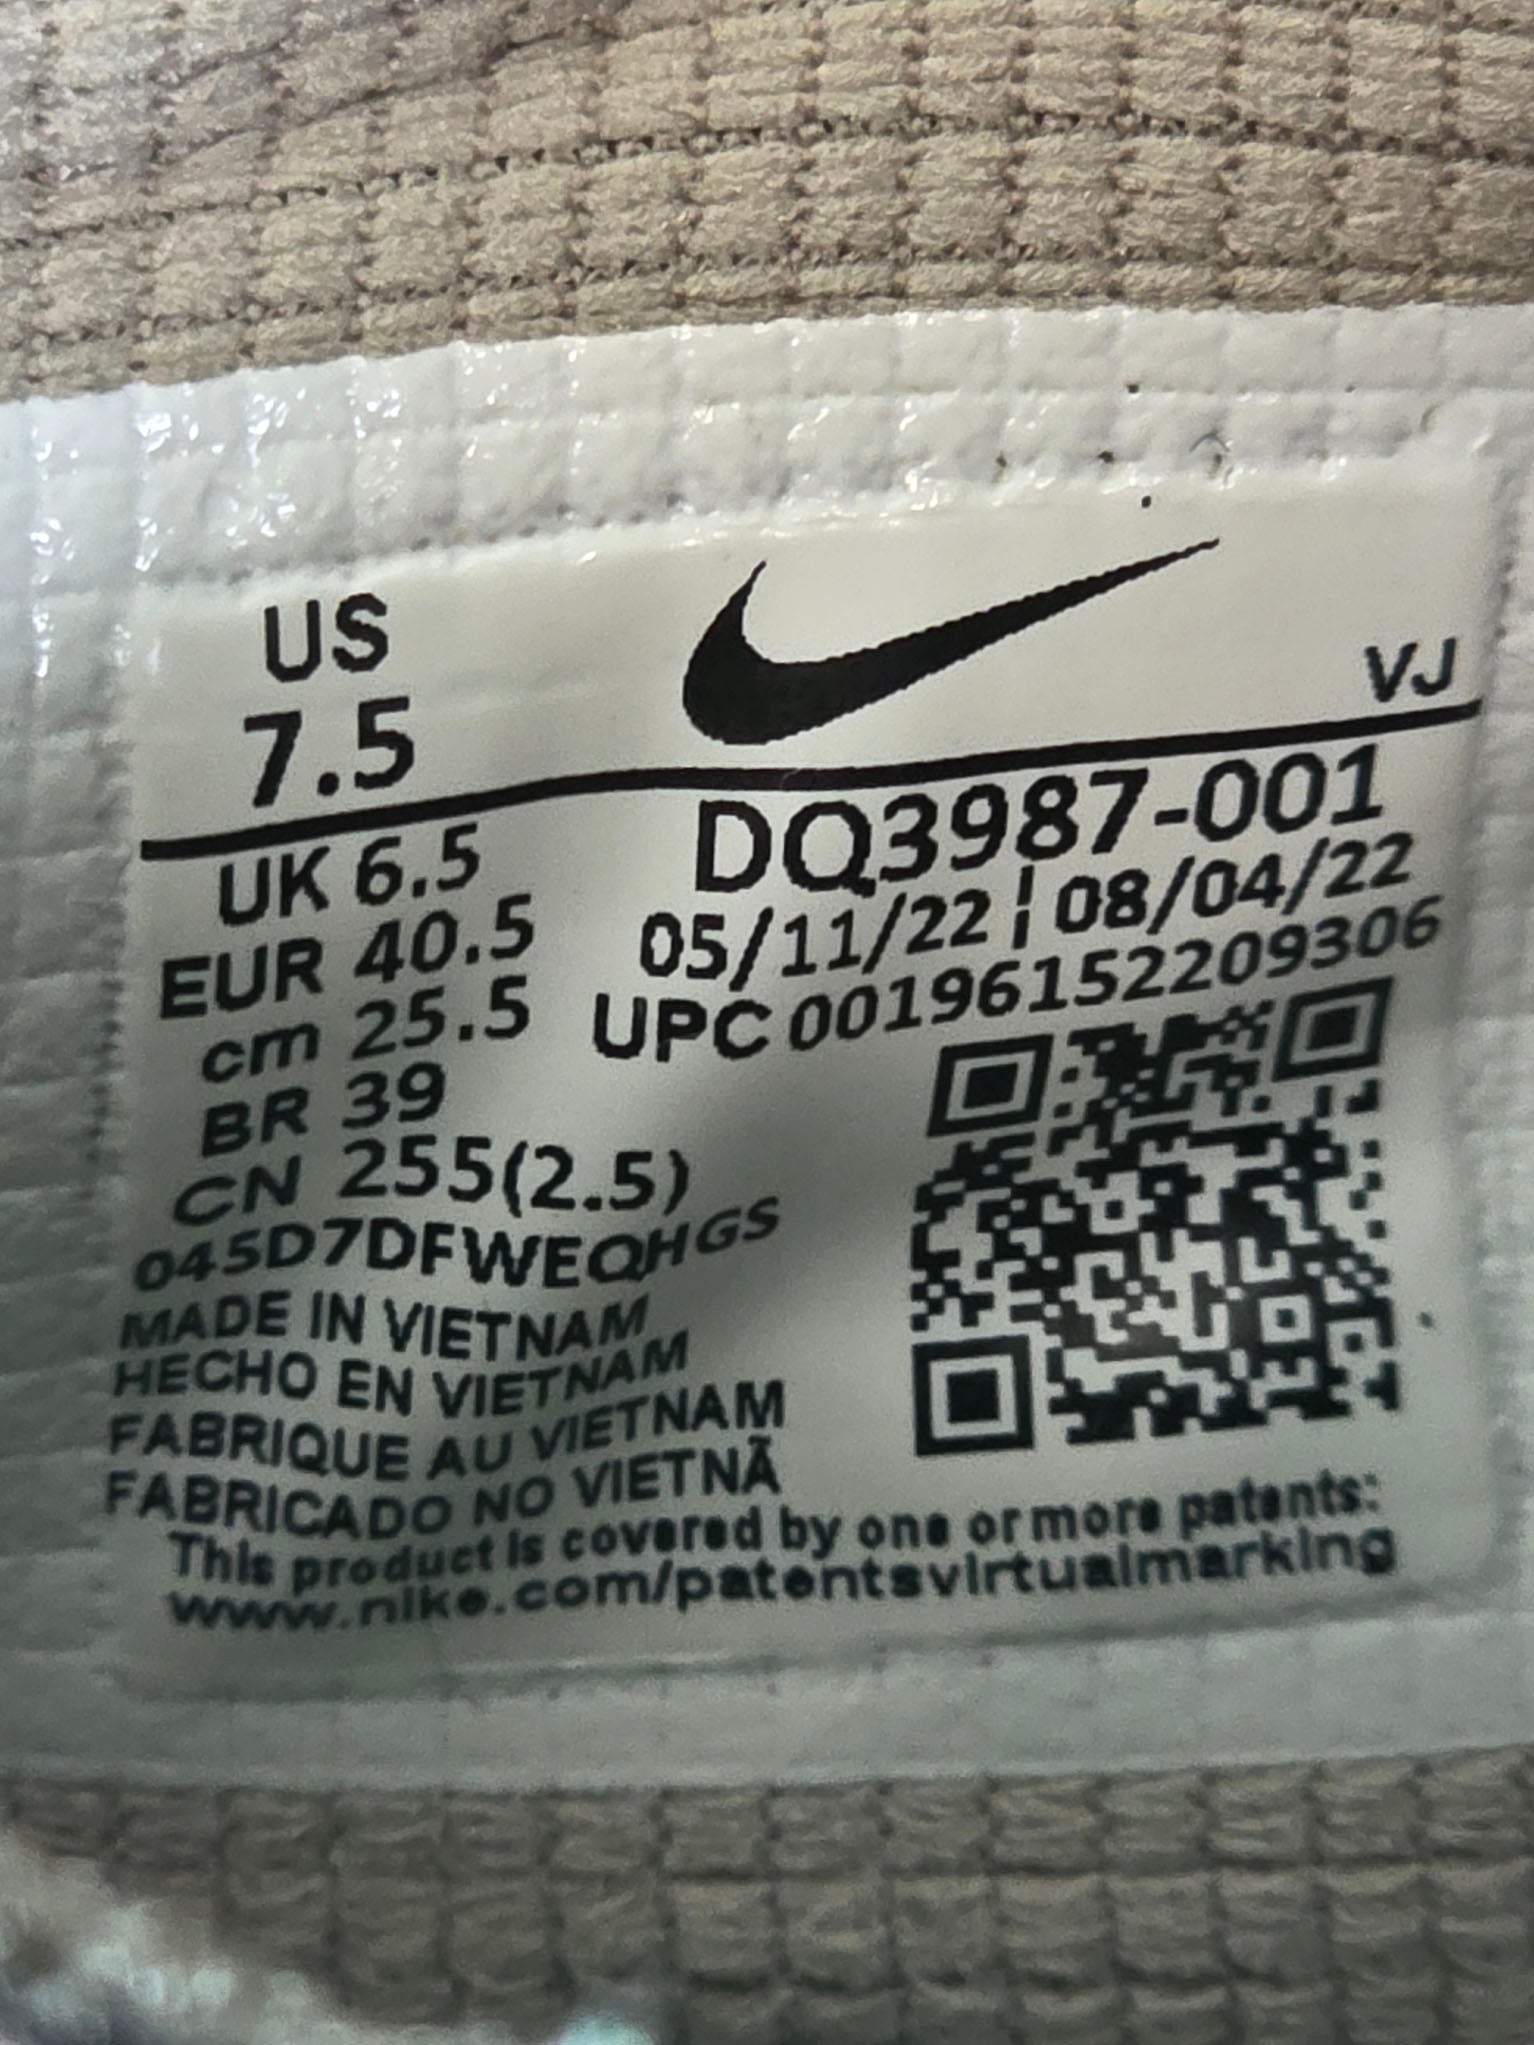 US
7.5
VJ
UK 6.5
EUR 40.5
cm 25.5
BR 39
CN 255(2.5)
DQ3987-001
05/11/22 ¦ 08/04/22
UPC 00196152209306
045D7DFWEQHGS
MADE IN VIETNAM
HECHO EN VIETNAM
FABRIQUE AU VIETNAM
FABRICADO NO VIETNÃ
This product is covered by one or more patents:
www.nike.com/patentsvirtualmarking